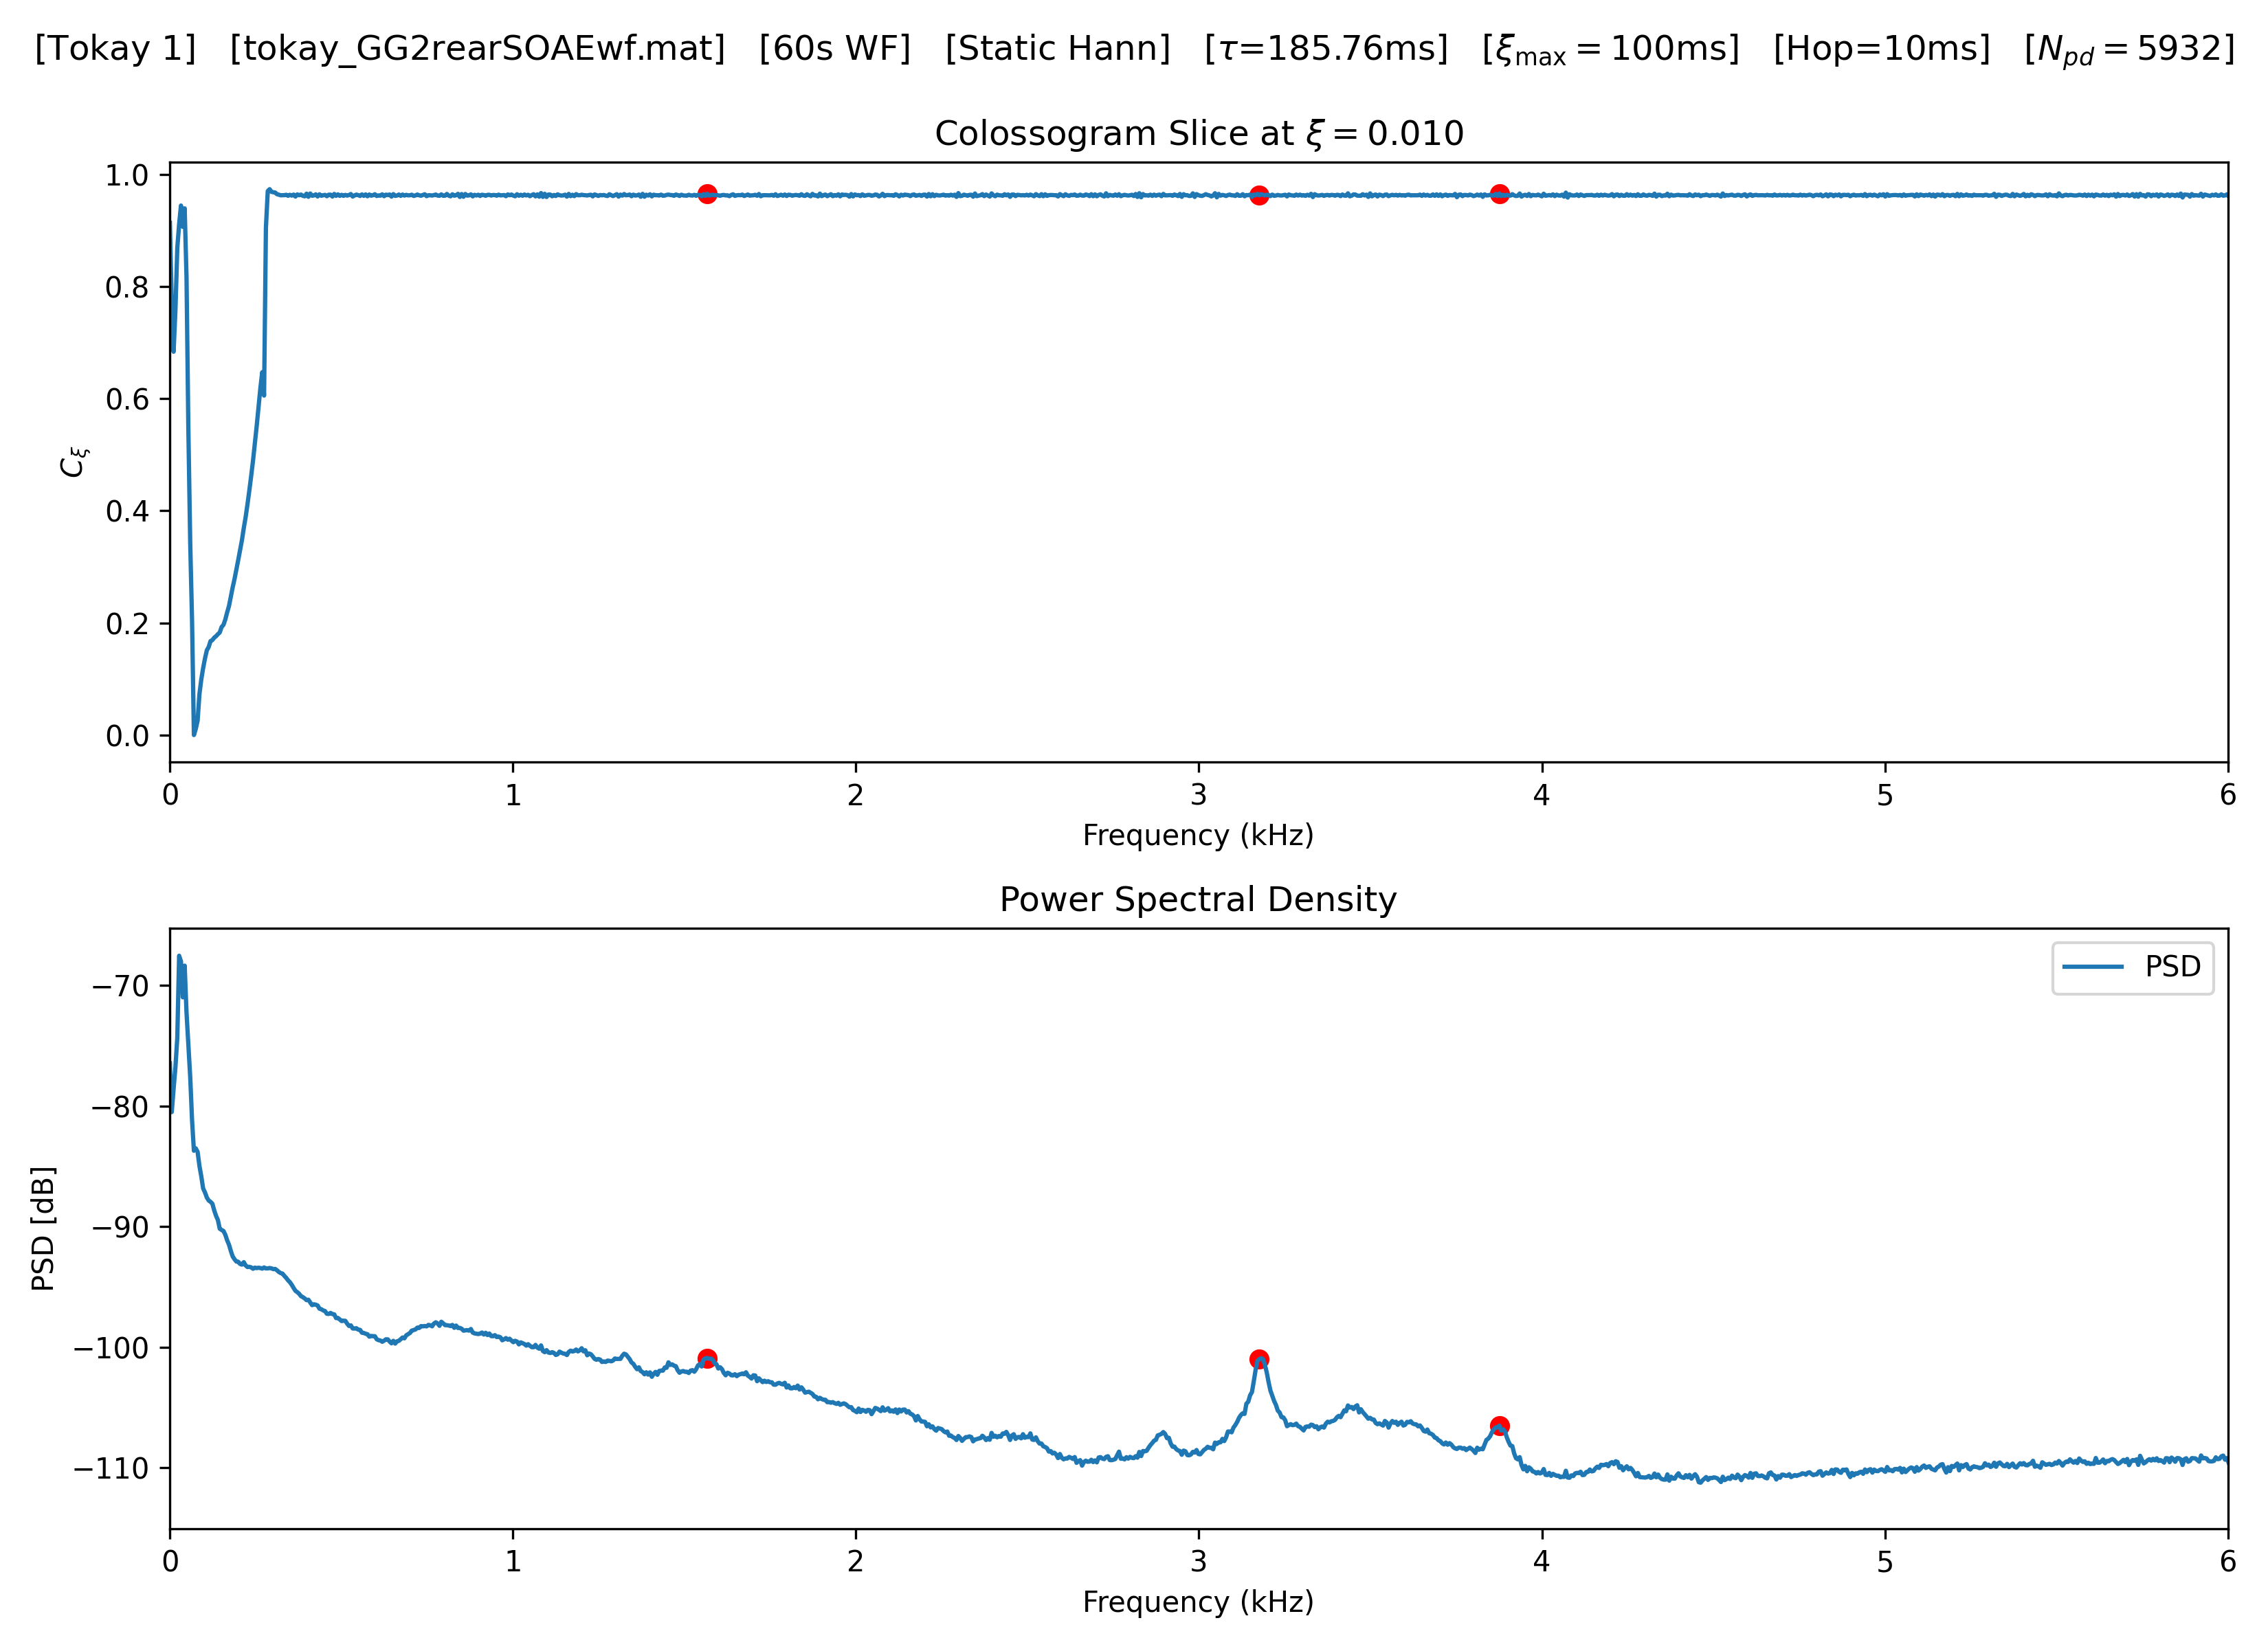 [Tokay 1] [tokay_GG2rearSOAEwf.mat] [60s WF] [Static Hann] [τ=185.76ms] [ξmax = 100ms] [Hop=10ms] [Npd = 5932]
Colossogram Slice at ξ = 0.010
1.0
0.8
0.6
0.4
0.2
0.0
Cξ
0 1 2 3 4 5 6
Frequency (kHz)
Power Spectral Density
PSD
−70
−80
−90
−100
−110
PSD [dB]
0 1 2 3 4 5 6
Frequency (kHz)